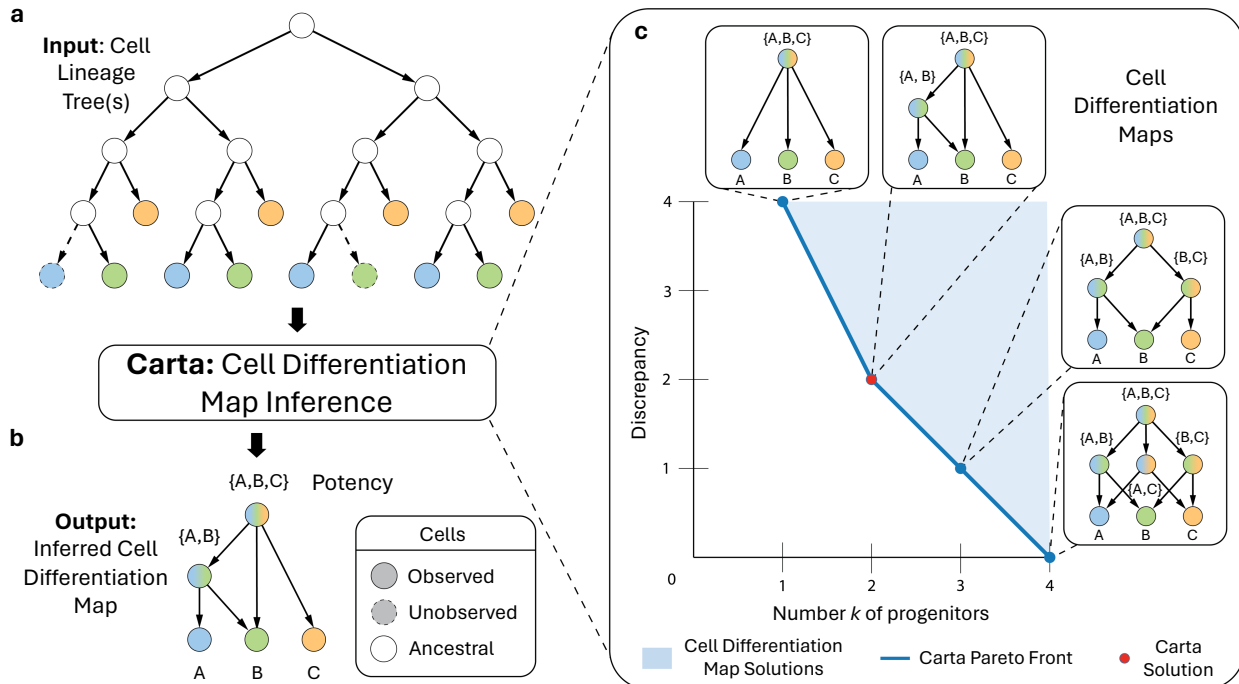 a
Input: Cell
Lineage
Tree(s)
Carta: Cell Differentiation
Map Inference
b
{A,B,C} Potency
{A,B}
Output:
Inferred Cell
Differentiation
Map
A B C
Cells
Observed
Unobserved
Ancestral
c
{A,B,C}
A B C
{A,B,C}
{A, B}
A B C
Cell
Differentiation
Maps
{A,B,C}
{A,B} {B,C}
A B C
{A,B,C}
{A,B} {B,C}
{A,C}
A B C
Discrepancy
4
3
2
1
0
1 2 3 4
Number k of progenitors
Cell Differentiation
Map Solutions
Carta Pareto Front
Carta
Solution